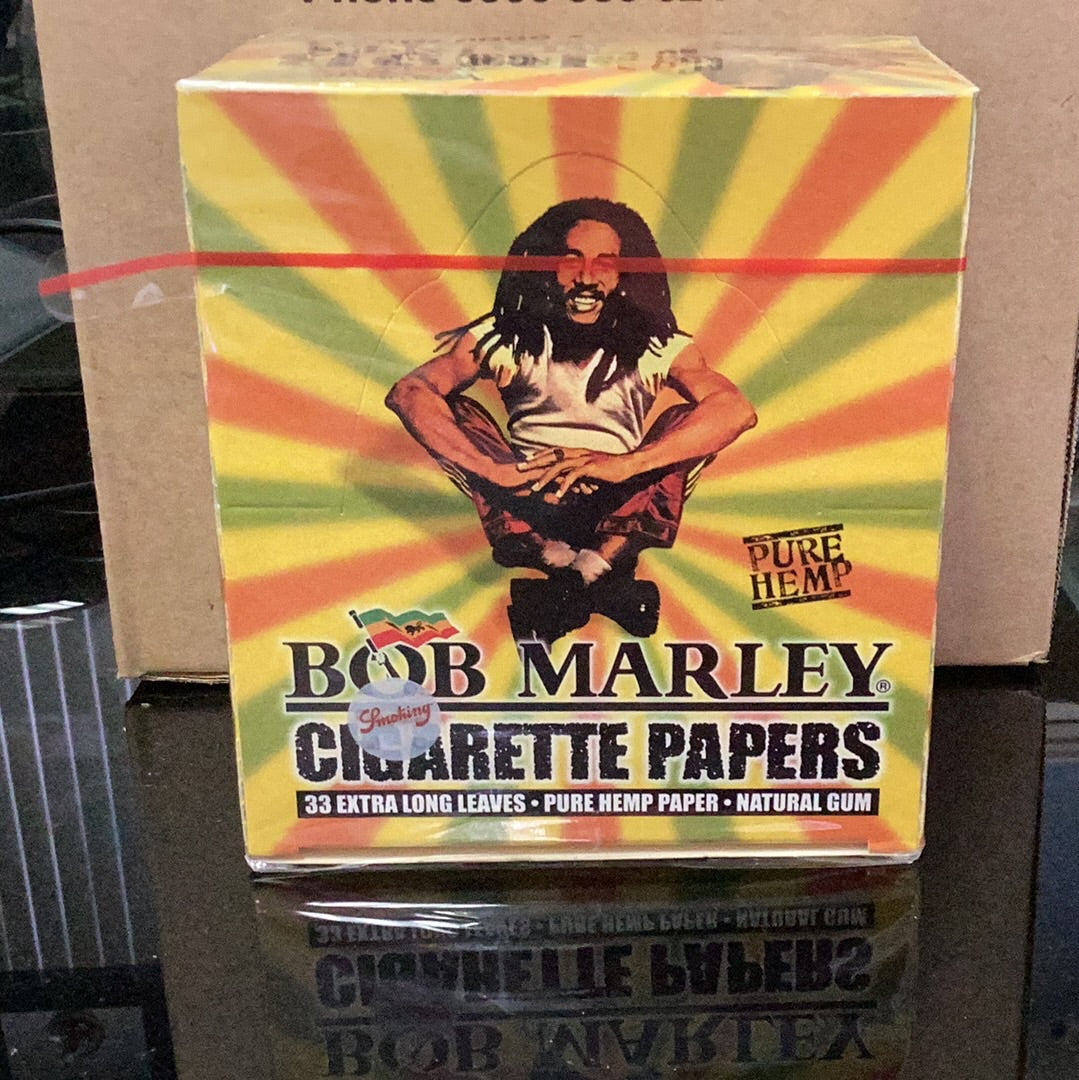 PURE
HEMP
BOB MARLEY®
Smoking
CIGARETTE PAPERS
33 EXTRA LONG LEAVES • PURE HEMP PAPER • NATURAL GUM